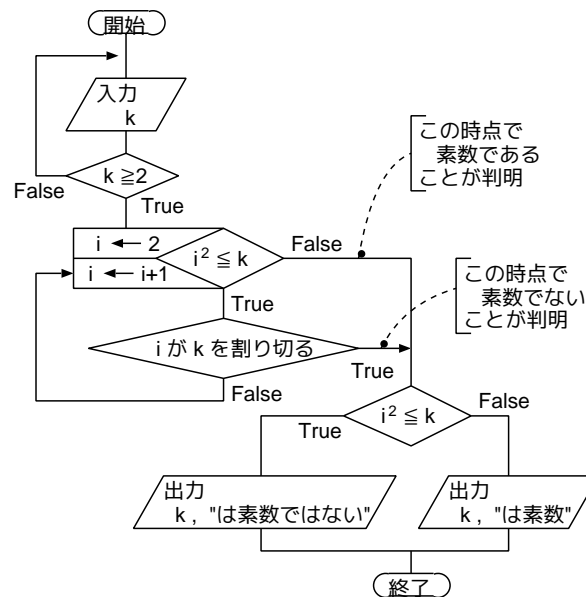 開始
入力
k
k ≧2
False
True
i ← 2
i ← i+1
i² ≦ k
False
True
この時点で
素数である
ことが判明
この時点で
素数でない
ことが判明
i が k を割り切る
True
False
i² ≦ k
True
False
出力
k , "は素数ではない"
出力
k , "は素数"
終了